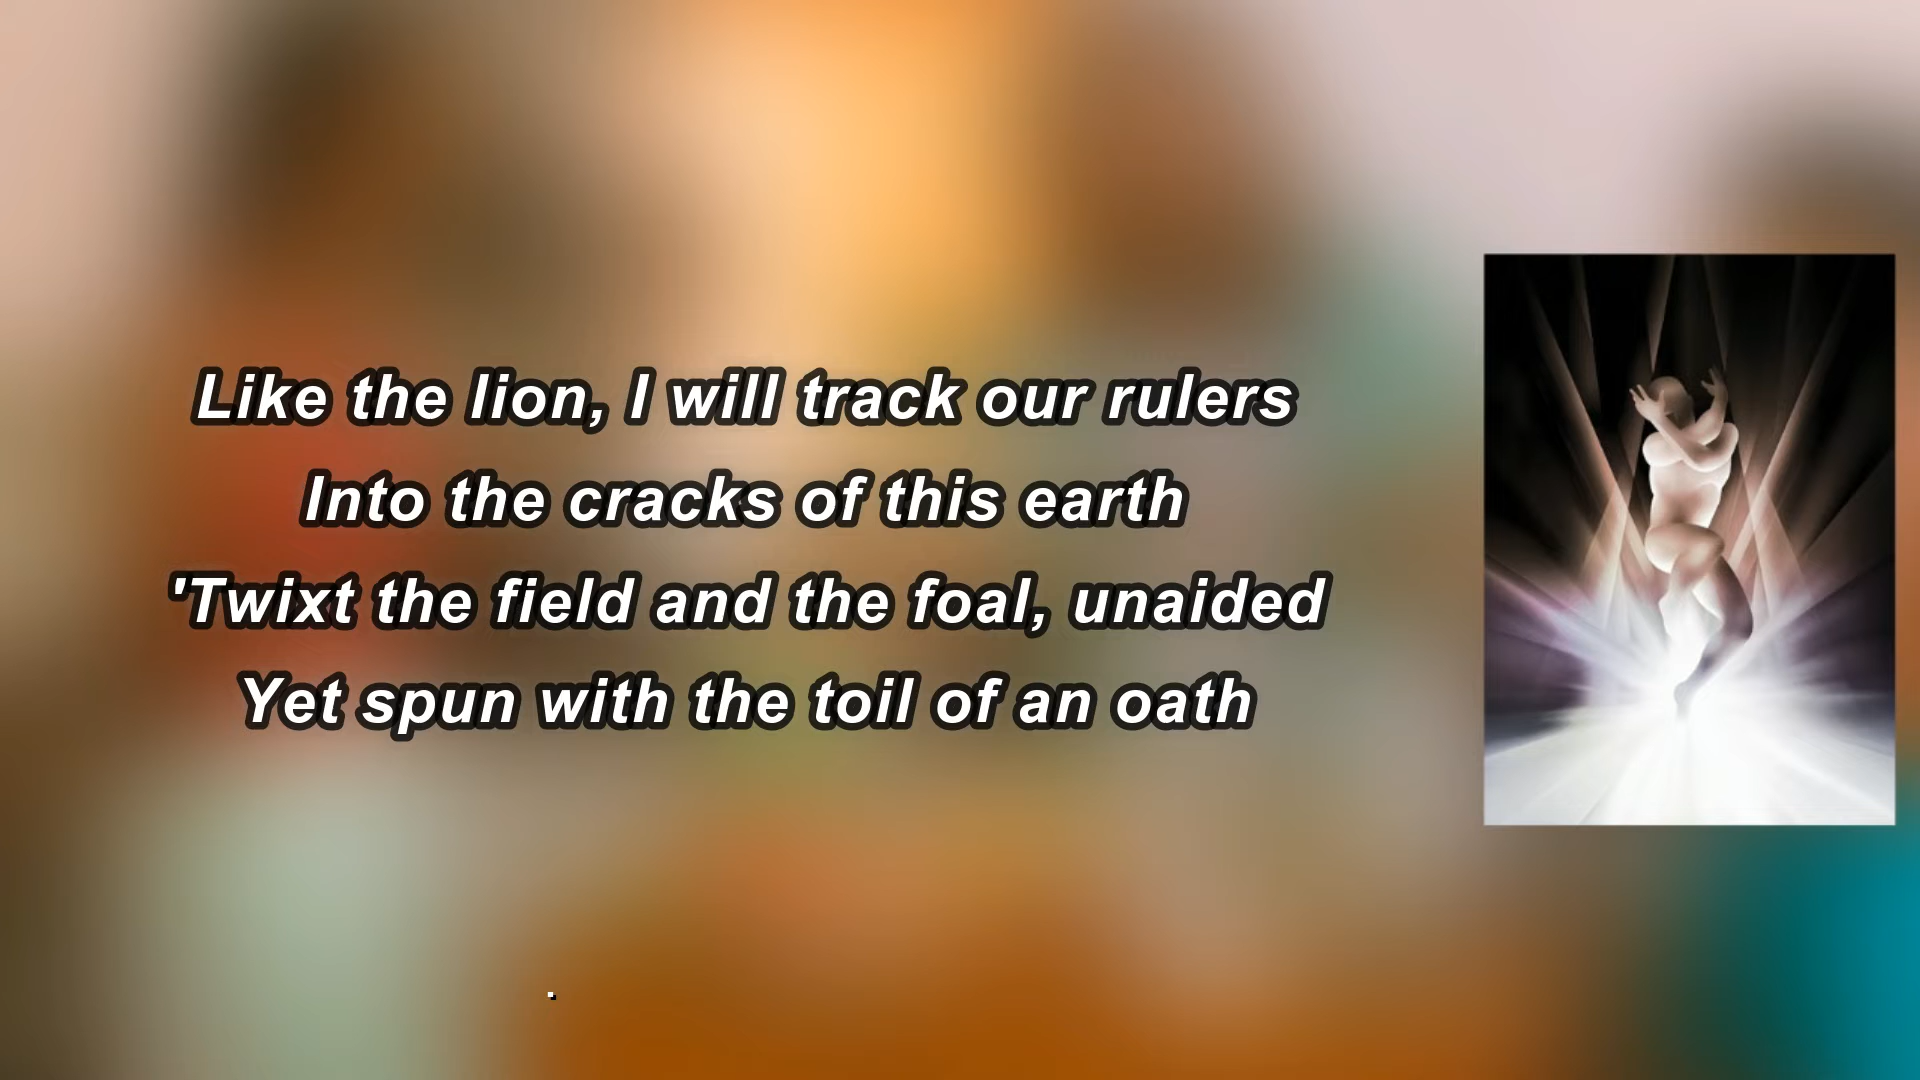 Like the lion, I will track our rulers
Into the cracks of this earth
'Twixt the field and the foal, unaided
Yet spun with the toil of an oath